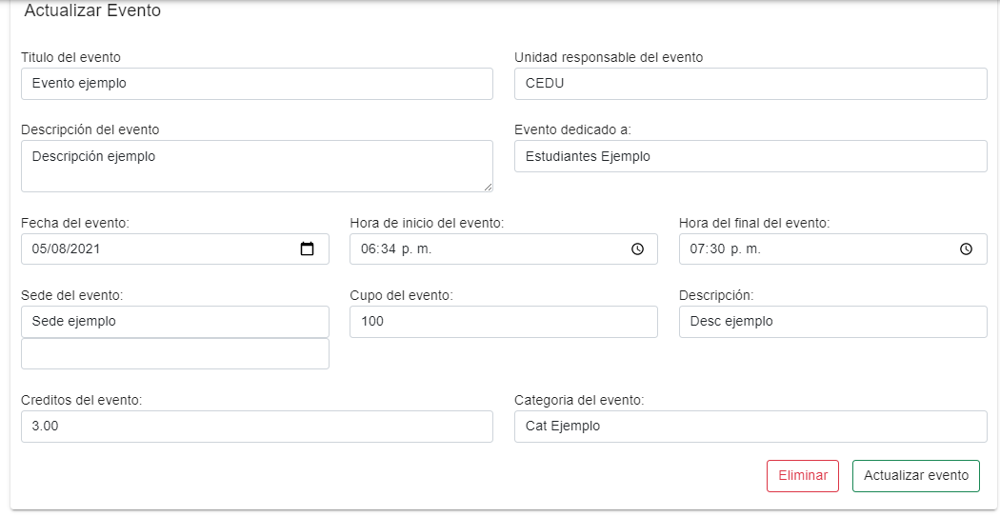 Actualizar Evento
Titulo del evento
Unidad responsable del evento
Evento ejemplo
CEDU
Descripción del evento
Evento dedicado a:
Descripción ejemplo
Estudiantes Ejemplo
Fecha del evento:
Hora de inicio del evento:
Hora del final del evento:
05/08/2021
06:34 p. m.
07:30 p. m.
Sede del evento:
Cupo del evento:
Descripción:
Sede ejemplo
100
Desc ejemplo
Creditos del evento:
Categoria del evento:
3.00
Cat Ejemplo
Eliminar
Actualizar evento